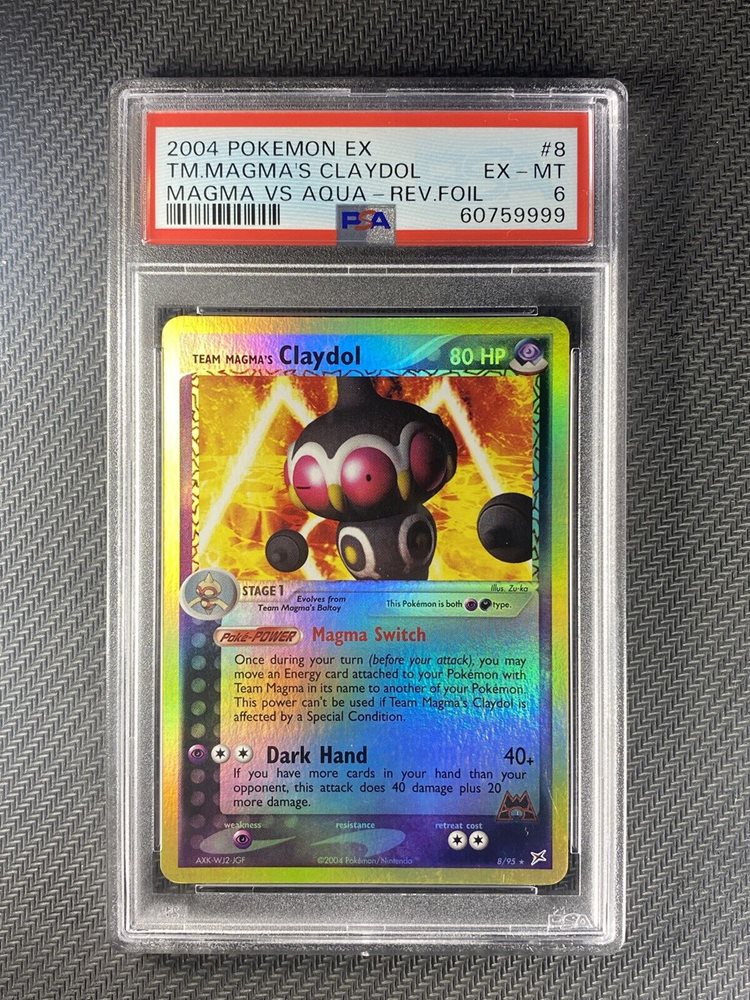 2004 POKEMON EX #8
TM.MAGMA'S CLAYDOL EX - MT
MAGMA VS AQUA - REV.FOIL 6
PSA 60759999
TEAM MAGMA'S Claydol 80 HP
Illus. Zu-ka
STAGE 1
Evolves from
Team Magma's Baltoy
This Pokémon is both type.
Poké-POWER Magma Switch
Once during your turn (before your attack), you may
move an Energy card attached to your Pokémon with
Team Magma in its name to another of your Pokémon.
This power can't be used if Team Magma's Claydol is
affected by a Special Condition.
Dark Hand 40+
If you have more cards in your hand than your
opponent, this attack does 40 damage plus 20
more damage.
weakness resistance retreat cost
AXK-WJ2-JGF ©2004 Pokémon/Nintendo 8/95 ★
PSA